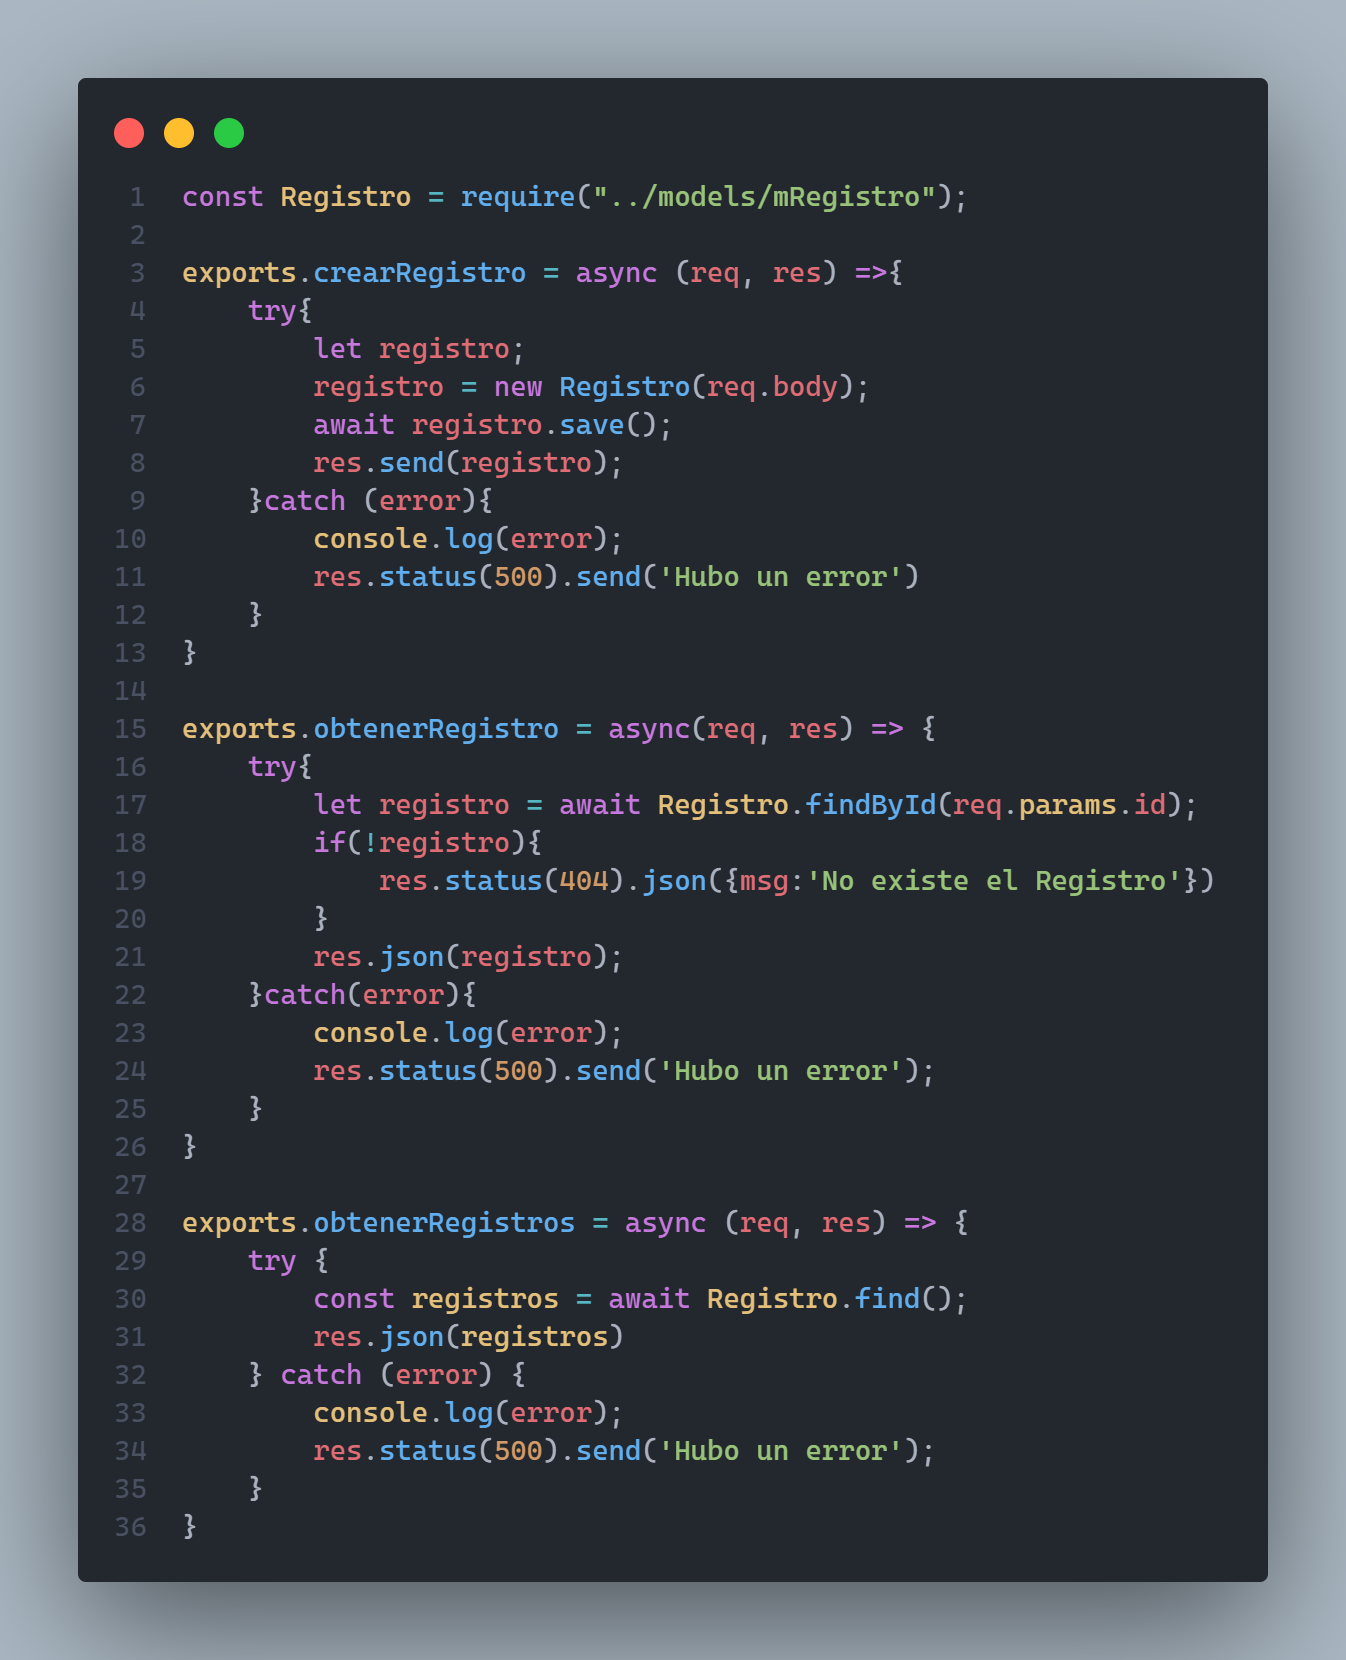 1 const Registro = require("../models/mRegistro");
2
3 exports.crearRegistro = async (req, res) =>{
4     try{
5         let registro;
6         registro = new Registro(req.body);
7         await registro.save();
8         res.send(registro);
9     }catch (error){
10         console.log(error);
11         res.status(500).send('Hubo un error')
12     }
13 }
14
15 exports.obtenerRegistro = async(req, res) => {
16     try{
17         let registro = await Registro.findById(req.params.id);
18         if(!registro){
19             res.status(404).json({msg:'No existe el Registro'})
20         }
21         res.json(registro);
22     }catch(error){
23         console.log(error);
24         res.status(500).send('Hubo un error');
25     }
26 }
27
28 exports.obtenerRegistros = async (req, res) => {
29     try {
30         const registros = await Registro.find();
31         res.json(registros)
32     } catch (error) {
33         console.log(error);
34         res.status(500).send('Hubo un error');
35     }
36 }